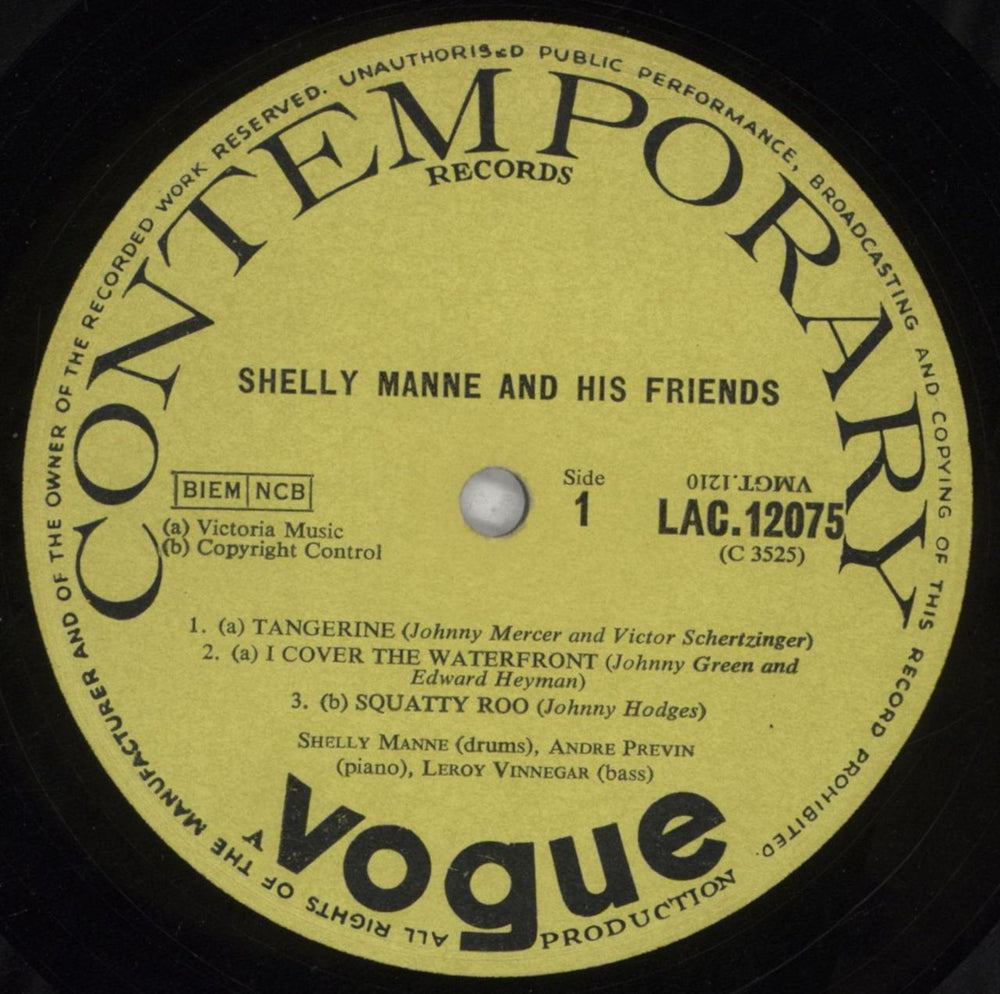 ALL RIGHTS OF THE MANUFACTURER AND OF THE OWNER OF THE RECORDED WORK RESERVED. UNAUTHORISED PUBLIC PERFORMANCE, BROADCASTING AND COPYING OF THIS RECORD PROHIBITED.
CONTEMPORARY
RECORDS
SHELLY MANNE AND HIS FRIENDS
BIEM NCB
(a) Victoria Music
(b) Copyright Control
Side
1
VMGT.1210
LAC.12075
(C 3525)
1. (a) TANGERINE (Johnny Mercer and Victor Schertzinger)
2. (a) I COVER THE WATERFRONT (Johnny Green and
Edward Heyman)
3. (b) SQUATTY ROO (Johnny Hodges)
SHELLY MANNE (drums), ANDRE PREVIN
(piano), LEROY VINNEGAR (bass)
A
vogue
PRODUCTION